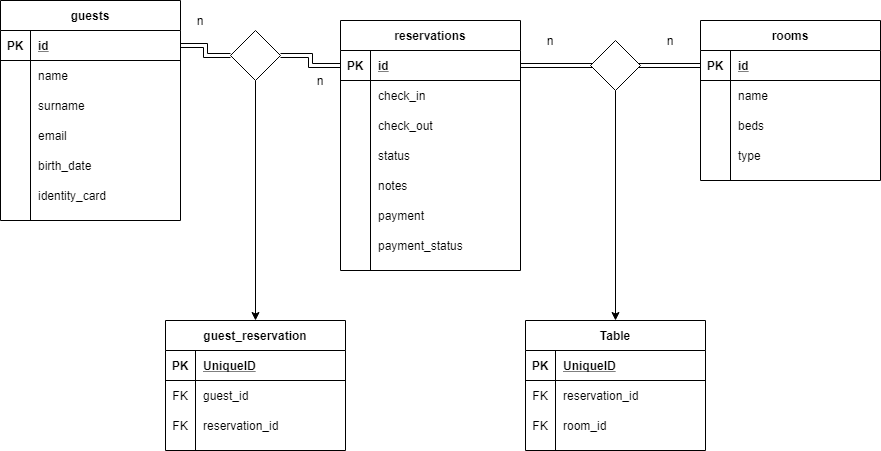 guests
PK id
name
surname
email
birth_date
identity_card
n
n
reservations
PK id
check_in
check_out
status
notes
payment
payment_status
n
n
rooms
PK id
name
beds
type
guest_reservation
PK UniqueID
FK guest_id
FK reservation_id
Table
PK UniqueID
FK reservation_id
FK room_id